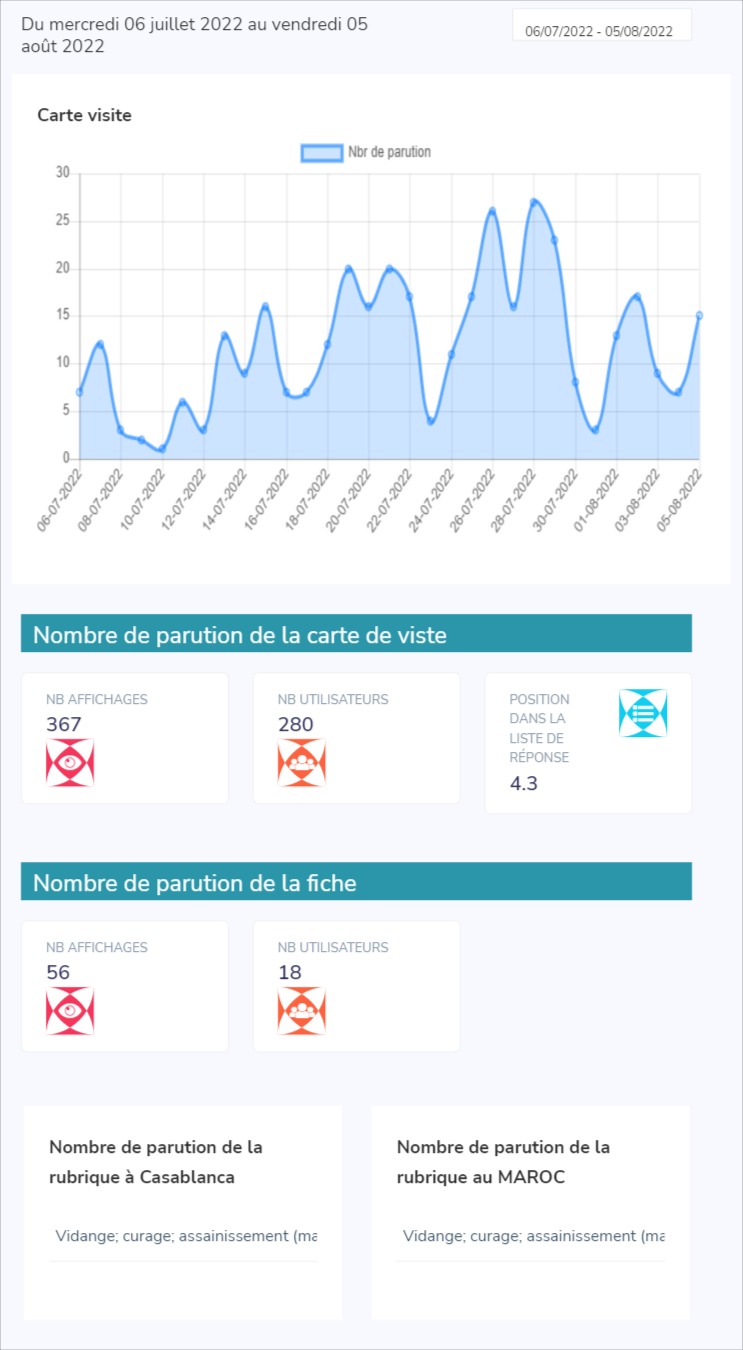 Du mercredi 06 juillet 2022 au vendredi 05
août 2022
06/07/2022 - 05/08/2022
Carte visite
Nbr de parution
30
25
20
15
10
5
0
06-07-2022
08-07-2022
10-07-2022
12-07-2022
14-07-2022
16-07-2022
18-07-2022
20-07-2022
22-07-2022
24-07-2022
26-07-2022
28-07-2022
30-07-2022
01-08-2022
03-08-2022
05-08-2022
Nombre de parution de la carte de viste
NB AFFICHAGES
367
NB UTILISATEURS
280
POSITION
DANS LA
LISTE DE
RÉPONSE
4.3
Nombre de parution de la fiche
NB AFFICHAGES
56
NB UTILISATEURS
18
Nombre de parution de la
rubrique à Casablanca
Vidange; curage; assainissement (ma
Nombre de parution de la
rubrique au MAROC
Vidange; curage; assainissement (ma